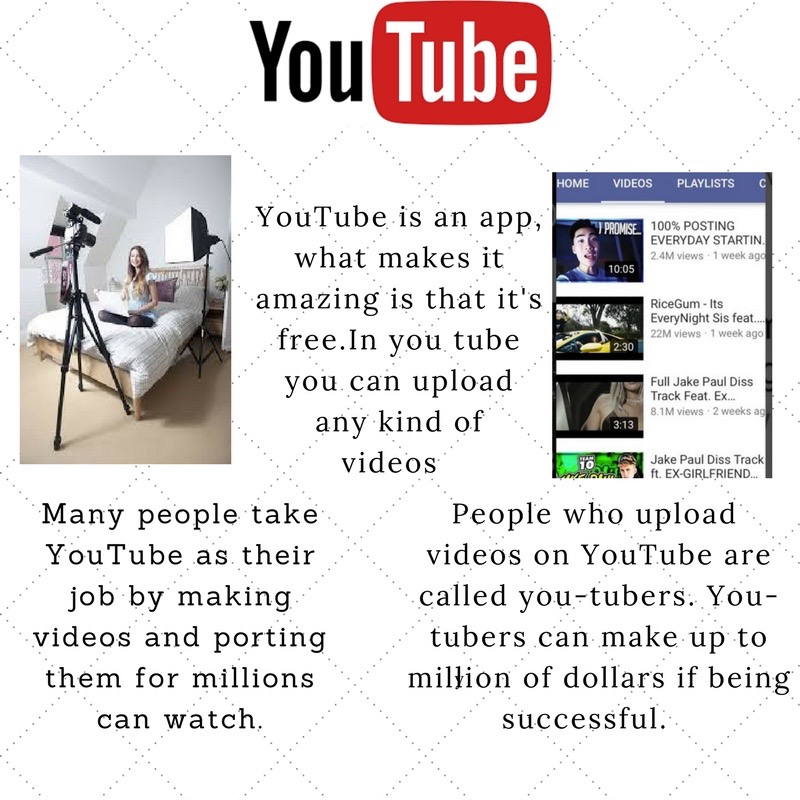 YouTube
YouTube is an app,
what makes it
amazing is that it's
free.In you tube
you can upload
any kind of
videos
HOME VIDEOS PLAYLISTS C
I PROMISE...
10:05
100% POSTING
EVERYDAY STARTIN.
2.4M views · 1 week ago
2:30
RiceGum - Its
EveryNight Sis feat....
22M views · 1 week ago
3:13
Full Jake Paul Diss
Track Feat. Ex...
8.1M views · 2 weeks ag
TEAM
10
Jake Paul Diss Track
ft. EX-GIRLFRIEND...
Many people take
YouTube as their
job by making
videos and porting
them for millions
can watch.
People who upload
videos on YouTube are
called you-tubers. You-
tubers can make up to
million of dollars if being
successful.